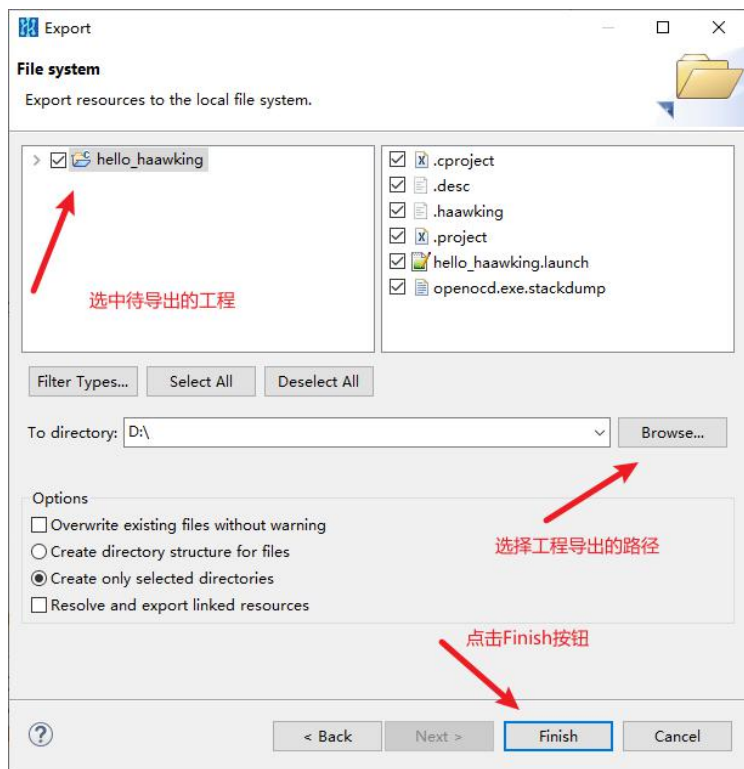 Export
File system
Export resources to the local file system.
hello_haawking
选中待导出的工程
.cproject
.desc
.haawking
.project
hello_haawking.launch
openocd.exe.stackdump
Filter Types...
Select All
Deselect All
To directory:
D:\
Browse...
选择工程导出的路径
Options
Overwrite existing files without warning
Create directory structure for files
Create only selected directories
Resolve and export linked resources
点击Finish按钮
?
< Back
Next >
Finish
Cancel